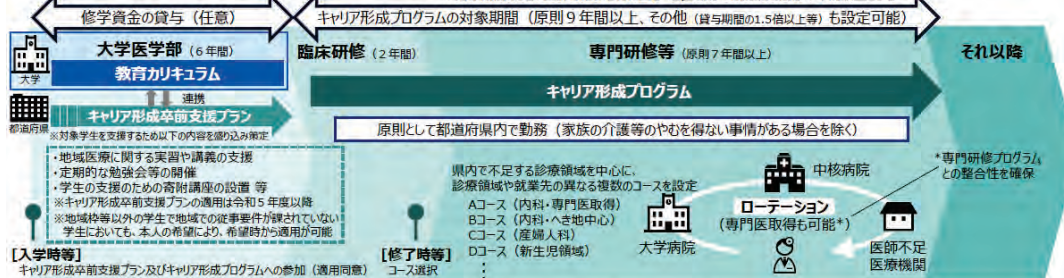 修学資金の貸与（任意）
キャリア形成プログラムの対象期間（原則９年間以上、その他（貸与期間の1.5倍以上等）も設定可能）
大学医学部（６年間）
臨床研修（２年間）
専門研修等（原則７年間以上）
それ以降
大学
教育カリキュラム
連携
キャリア形成プログラム
都道府県
キャリア形成卒前支援プラン
※対象学生を支援するため以下の内容を盛り込み策定
原則として都道府県内で勤務（家族の介護等のやむを得ない事情がある場合を除く）
・地域医療に関する実習や講義の支援
・定期的な勉強会等の開催
・学生の支援のための寄附講座の設置 等
※キャリア形成卒前支援プランの適用は令和５年度以降
※地域枠等以外の学生で地域での従事要件が課されていない
学生においても、本人の希望により、希望時から適用が可能
県内で不足する診療領域を中心に、
診療領域や就業先の異なる複数のコースを設定
Aコース（内科・専門医取得）
Bコース（内科・へき地中心）
Cコース（産婦人科）
Dコース（新生児領域）
⋮
中核病院
*専門研修プログラム
との整合性を確保
ローテーション
（専門医取得も可能*）
大学病院
医師不足
医療機関
[入学時等]
キャリア形成卒前支援プラン及びキャリア形成プログラムへの参加（適用同意）
[修了時等]
コース選択